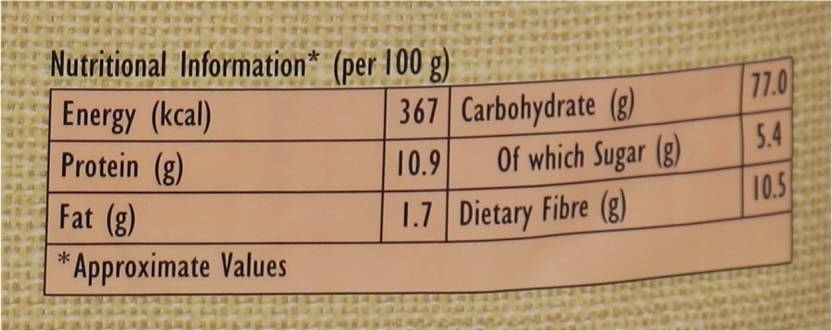 Nutritional Information* (per 100 g)
Energy (kcal) 367 Carbohydrate (g) 77.0
Protein (g) 10.9 Of which Sugar (g) 5.4
Fat (g) 1.7 Dietary Fibre (g) 10.5
*Approximate Values